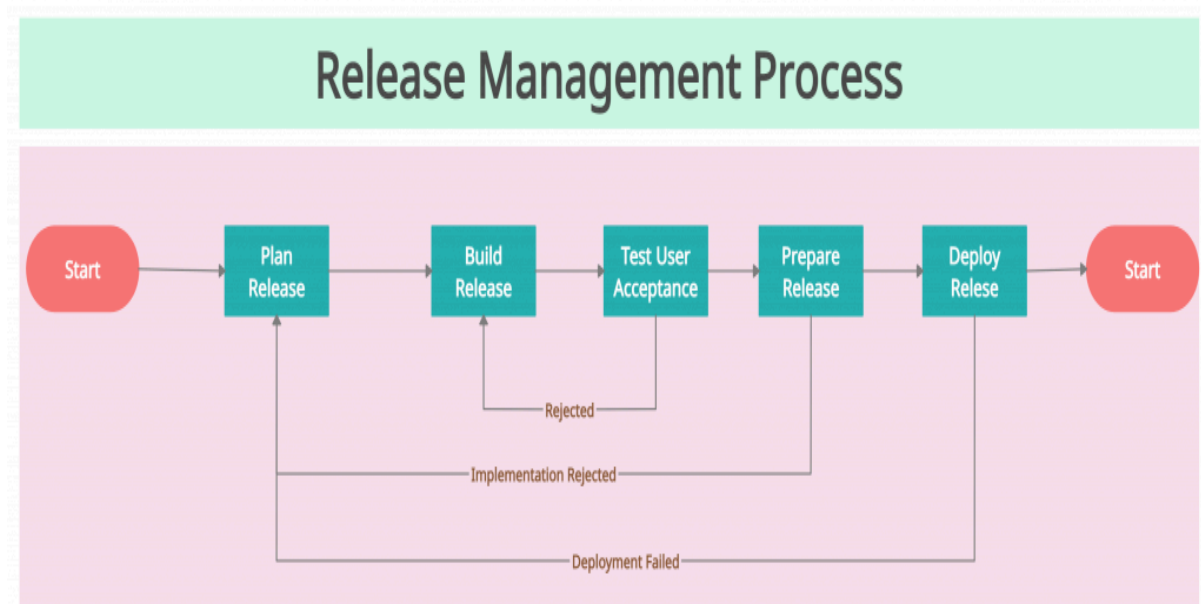 Release Management Process
Start
Plan
Release
Build
Release
Test User
Acceptance
Prepare
Release
Deploy
Relese
Start
Rejected
Implementation Rejected
Deployment Failed